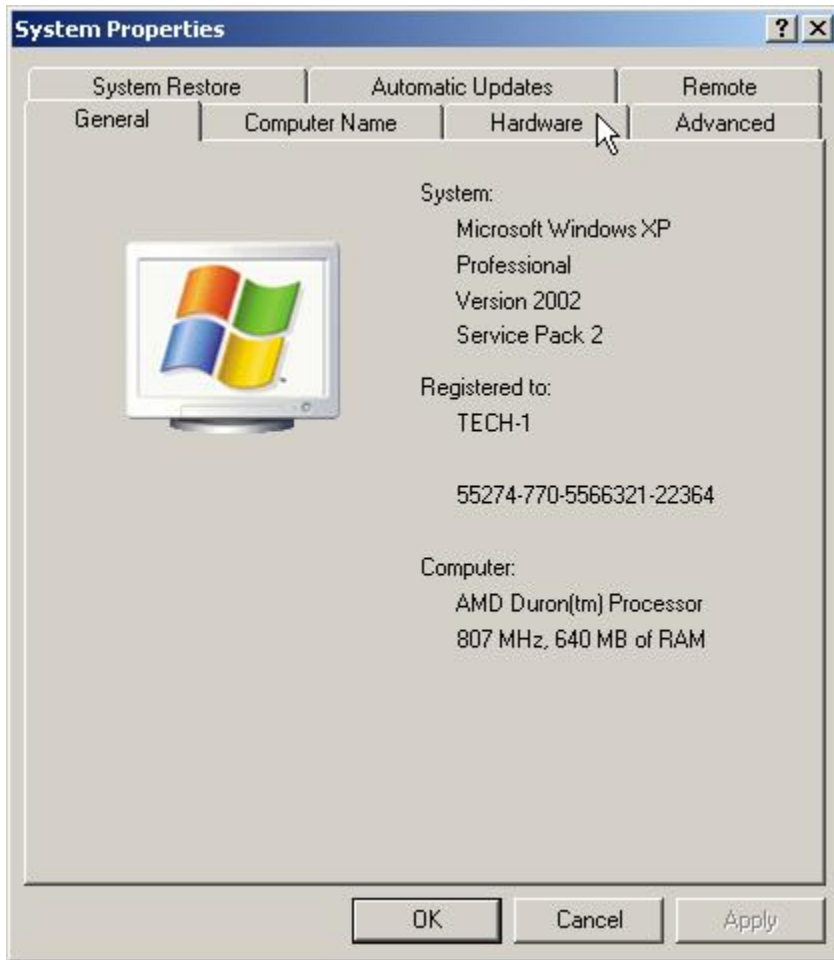 System Properties
System Restore
Automatic Updates
Remote
General
Computer Name
Hardware
Advanced
System:
Microsoft Windows XP
Professional
Version 2002
Service Pack 2
Registered to:
TECH-1
55274-770-5566321-22364
Computer:
AMD Duron(tm) Processor
807 MHz, 640 MB of RAM
OK
Cancel
Apply